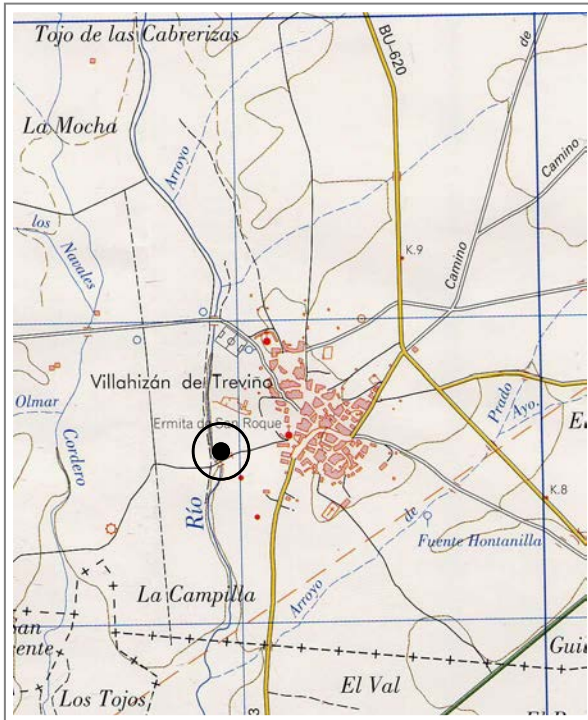 Tojo de las Cabrerizas
BU-620
de
La Mocha
Camino
Arroyo
los
Navales
K.9
Camino
Villahizán de Treviño
Olmar
Ermita de San Roque
Prado
Ayo.
Cordero
Río
de
K.8
Fuente Hontanilla
La Campilla
Arroyo
El Val
Los Tojos